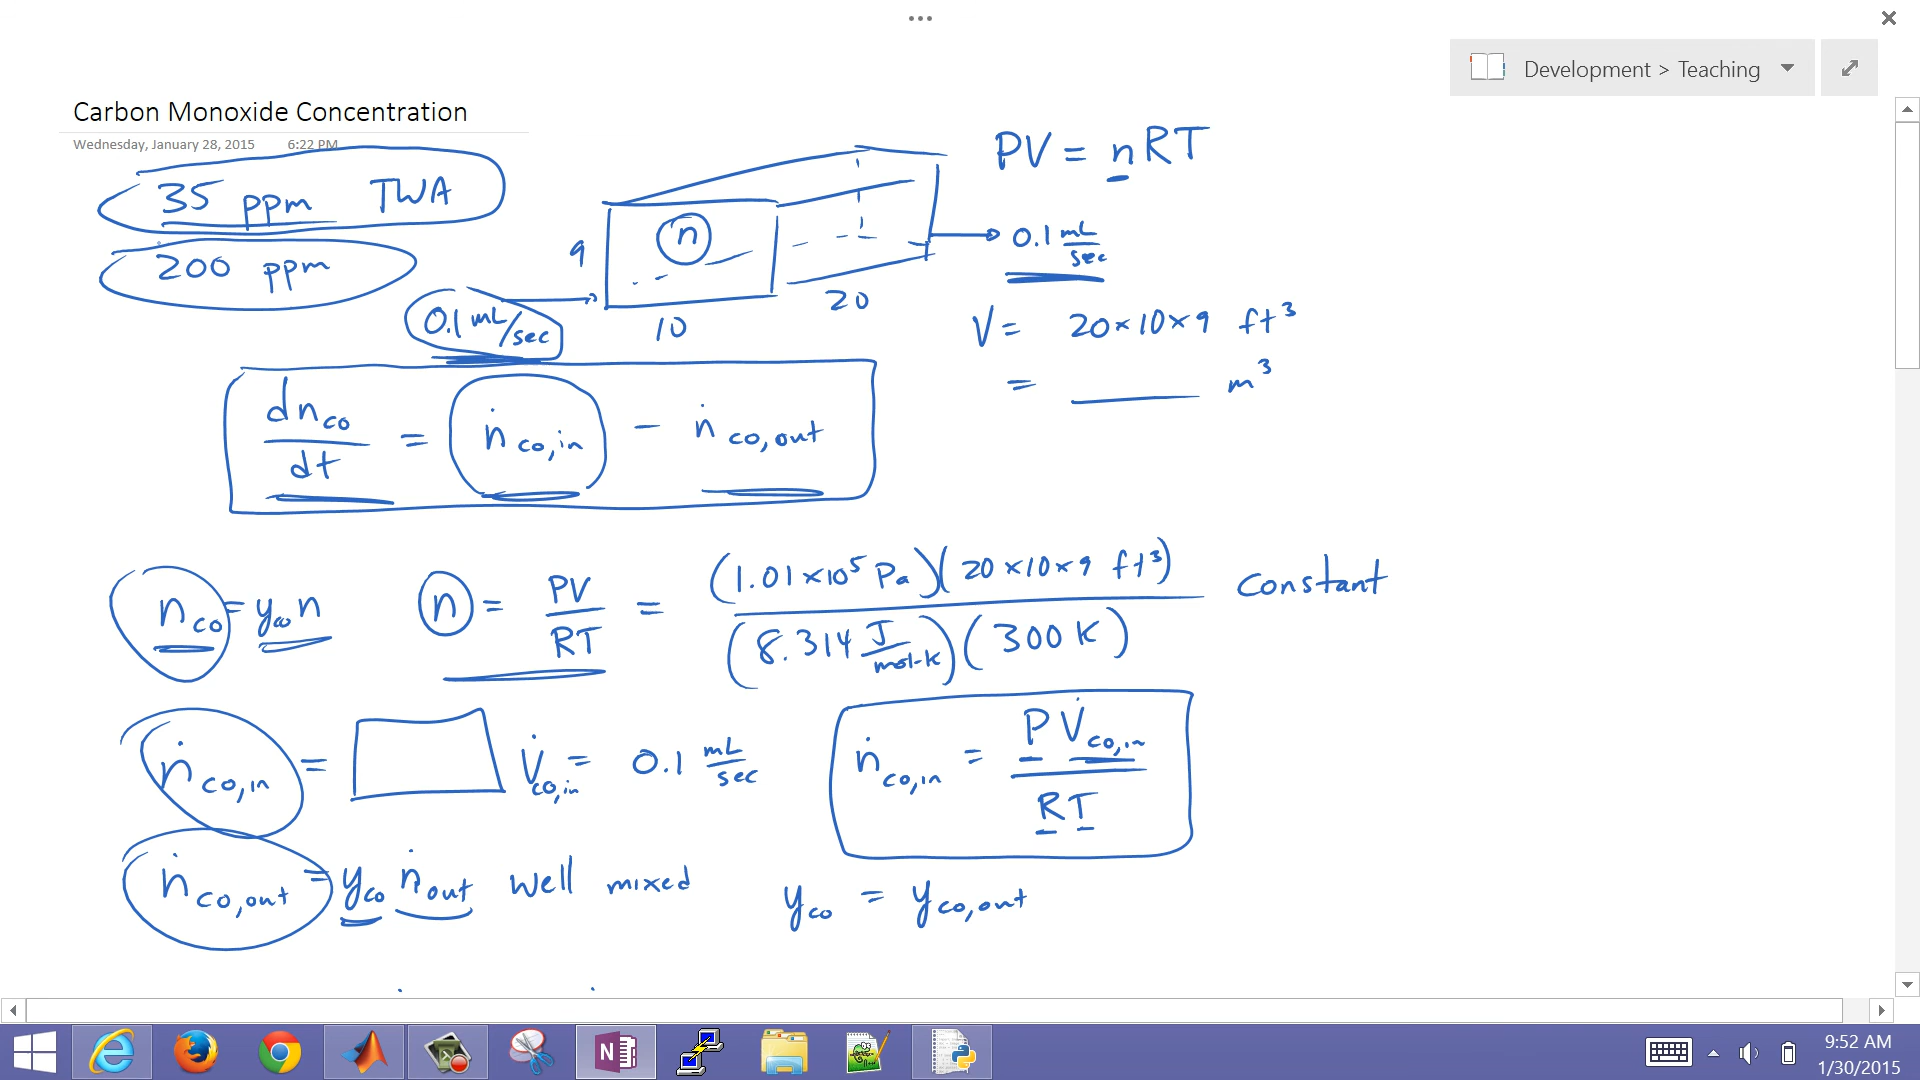 Development > Teaching
Carbon Monoxide Concentration
Wednesday, January 28, 2015 6:22 PM
35 ppm TWA
200 ppm
n
9
10
20
0.1 mL/sec
PV = nRT
0.1 mL/sec
V = 20×10×9 ft³
= ____ m³
dn_co/dt = ṅ_co,in − ṅ_co,out
n_co = y_co n
n = PV/RT = (1.01×10⁵ Pa)(20×10×9 ft³)/(8.314 J/mol-K)(300 K) constant
ṅ_co,in = V̇_co,in = 0.1 mL/sec
ṅ_co,in = PV̇_co,in/RT
ṅ_co,out = y_co ṅ_out well mixed
y_co = y_co,out
9:52 AM
1/30/2015